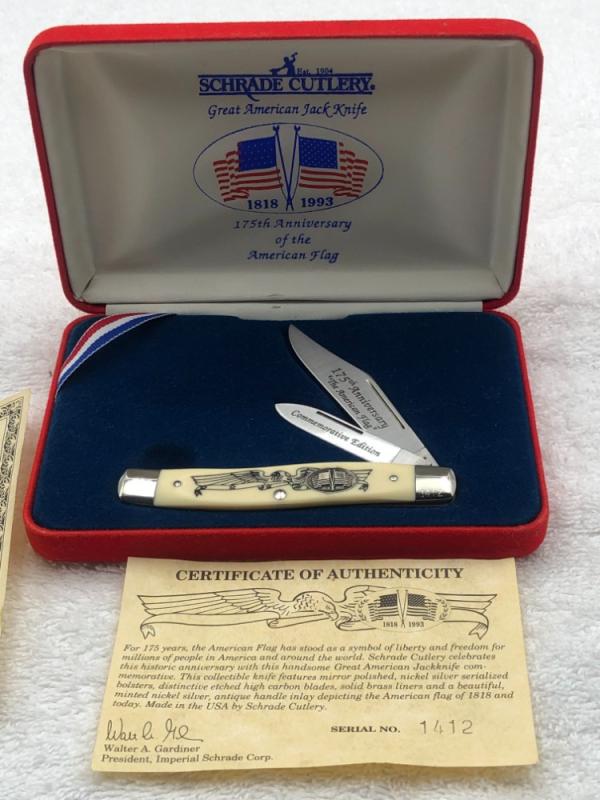 Est. 1904
SCHRADE CUTLERY®
Great American Jack Knife
1818 1993
175th Anniversary
of the
American Flag
175th Anniversary
"The American Flag"
Commemorative Edition
1412
CERTIFICATE OF AUTHENTICITY
1818 1993
For 175 years, the American Flag has stood as a symbol of liberty and freedom for
millions of people in America and around the world. Schrade Cutlery celebrates
this historic anniversary with this handsome Great American Jackknife com-
memorative. This collectible knife features mirror polished, nickel silver serialized
bolsters, distinctive etched high carbon blades, solid brass liners and a beautiful,
minted nickel silver, antique handle inlay depicting the American flag of 1818 and
today. Made in the USA by Schrade Cutlery.
SERIAL NO. 1412
Walter A. Gardiner
President, Imperial Schrade Corp.